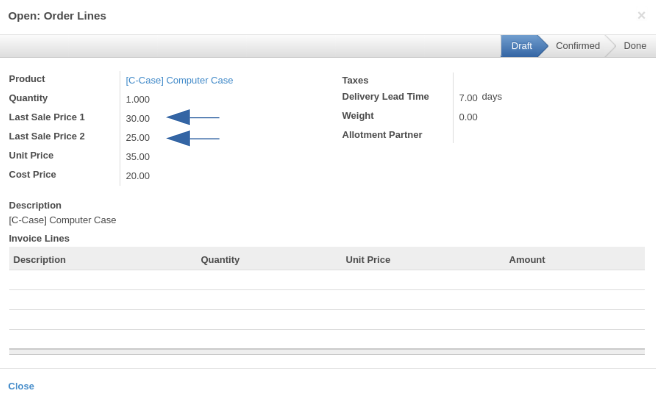 Open: Order Lines
×
Draft Confirmed Done
Product [C-Case] Computer Case
Quantity 1.000
Last Sale Price 1 30.00
Last Sale Price 2 25.00
Unit Price 35.00
Cost Price 20.00
Taxes
Delivery Lead Time 7.00 days
Weight 0.00
Allotment Partner
Description
[C-Case] Computer Case
Invoice Lines
Description Quantity Unit Price Amount
Close